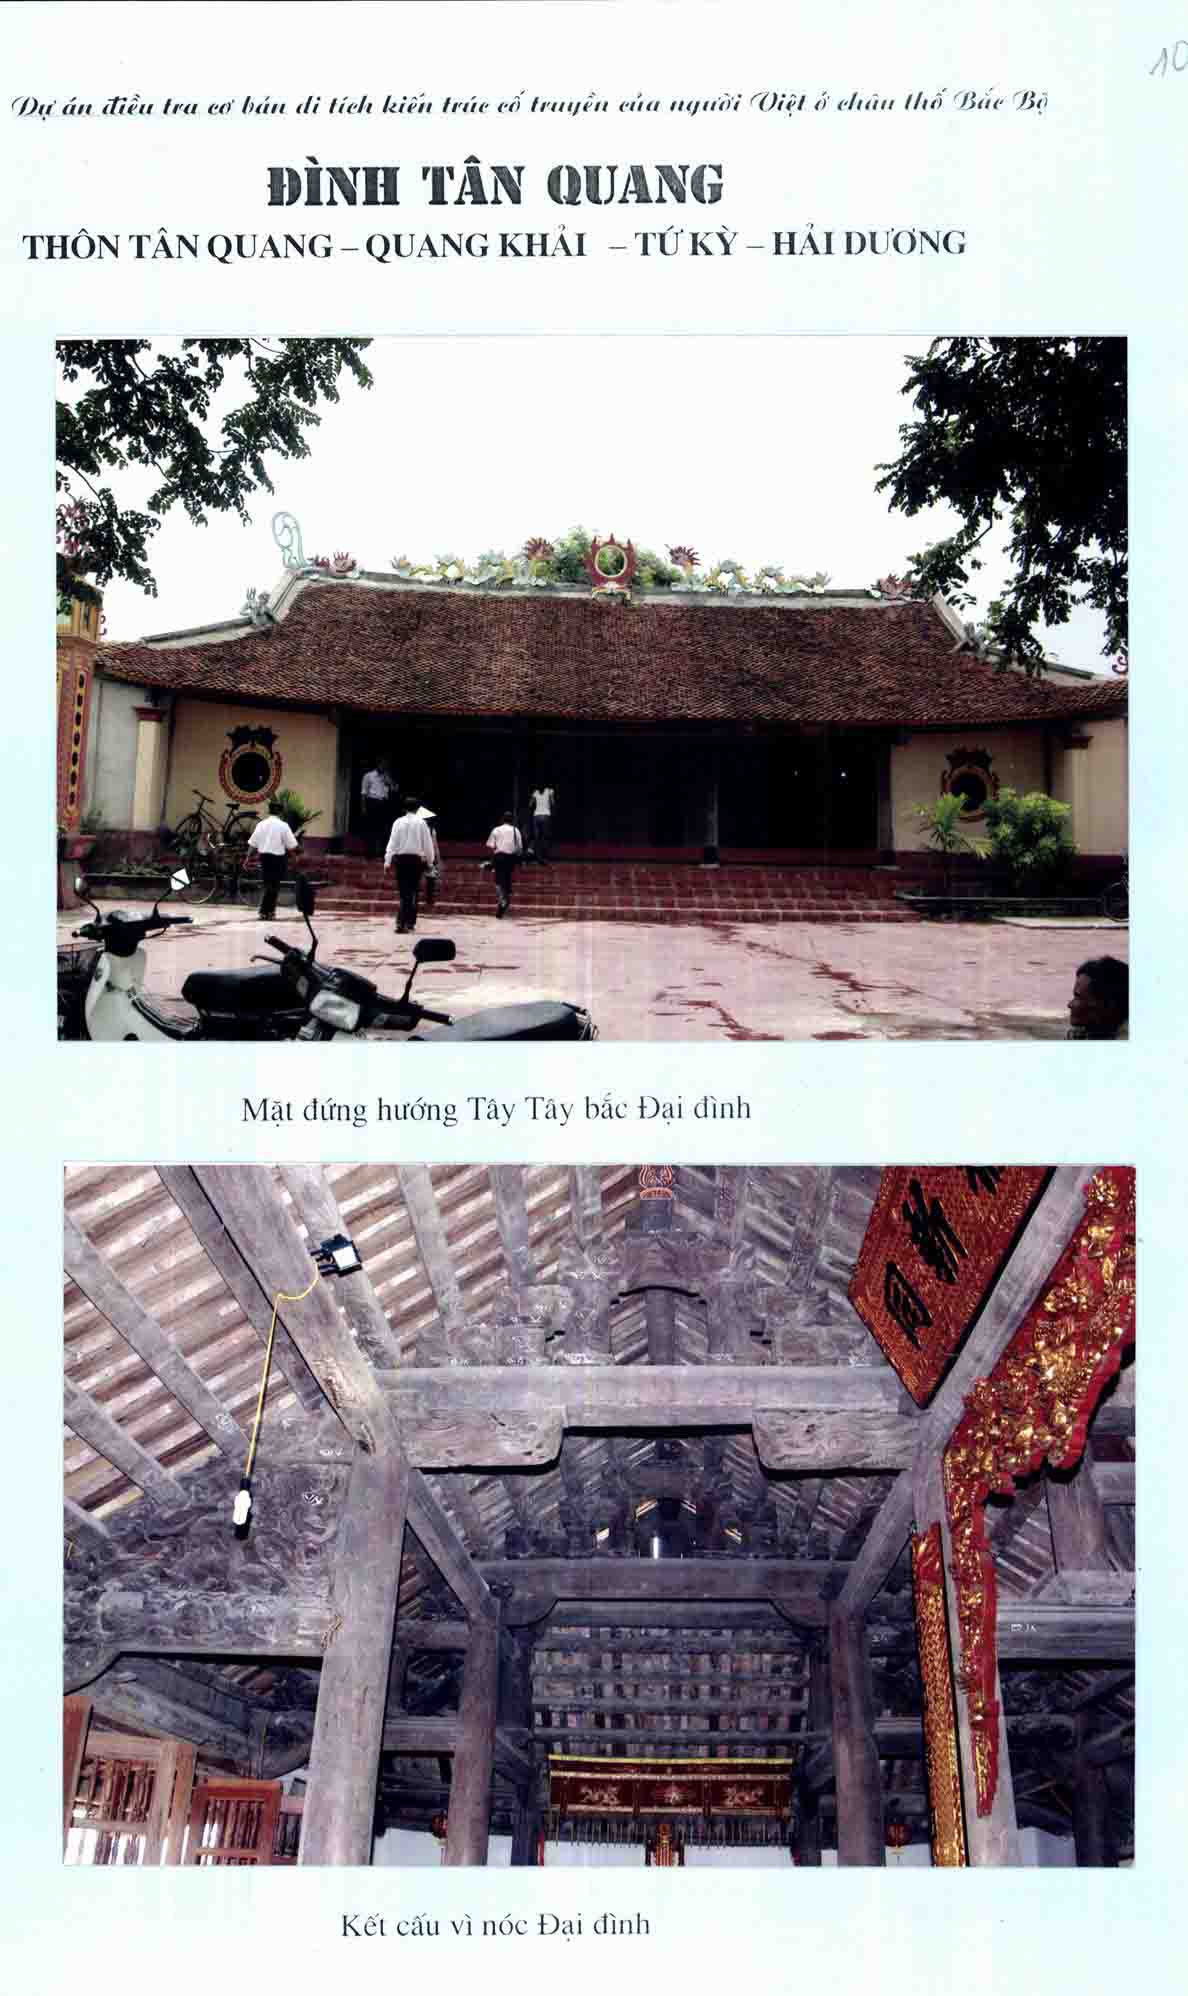 10
Dự án điều tra cơ bản di tích kiến trúc cổ truyền của người Việt ở châu thổ Bắc Bộ
ĐÌNH TÂN QUANG
THÔN TÂN QUANG – QUANG KHẢI – TỨ KỲ – HẢI DƯƠNG
Mặt đứng hướng Tây Tây bắc Đại đình
Kết cấu vì nóc Đại đình